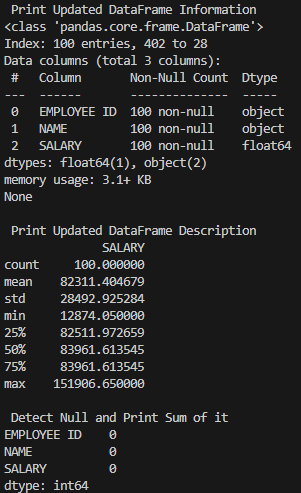 Print Updated DataFrame Information
<class 'pandas.core.frame.DataFrame'>
Index: 100 entries, 402 to 28
Data columns (total 3 columns):
 #   Column       Non-Null Count  Dtype
---  ------       --------------  -----
 0   EMPLOYEE ID  100 non-null    object
 1   NAME         100 non-null    object
 2   SALARY       100 non-null    float64
dtypes: float64(1), object(2)
memory usage: 3.1+ KB
None
Print Updated DataFrame Description
              SALARY
count     100.000000
mean    82311.404679
std     28492.925284
min     12874.050000
25%     82511.972659
50%     83961.613545
75%     83961.613545
max    151906.650000
Detect Null and Print Sum of it
EMPLOYEE ID    0
NAME           0
SALARY         0
dtype: int64